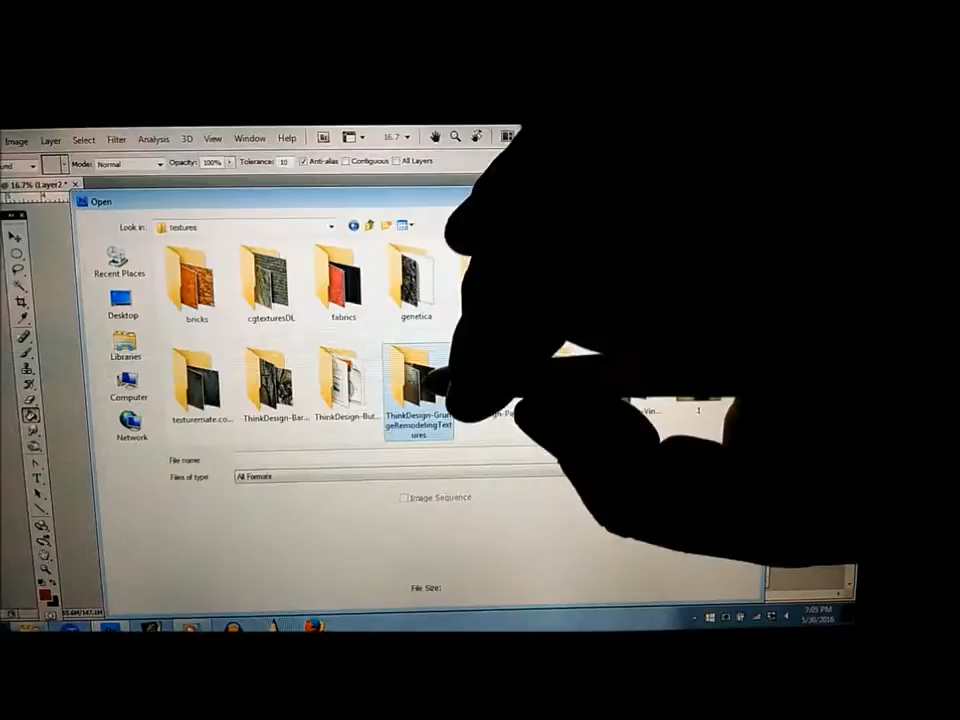 Image Layer Select Filter Analysis 3D View Window Help 16.7
Mode: Normal Opacity: 100% Tolerance: 10 Anti-alias Contiguous All Layers
@ 16.7% (Layer2 *
Open
Look in: textures
Recent Places
Desktop
Libraries
Computer
Network
bricks cgtexturesDL fabrics genetica
texturemate.co... ThinkDesign-Bar... ThinkDesign-But... ThinkDesign-Grun
geRemodelingText
ures
File name
Files of type All Formats
Image Sequence
File Size:
7:05 PM
5/30/2016